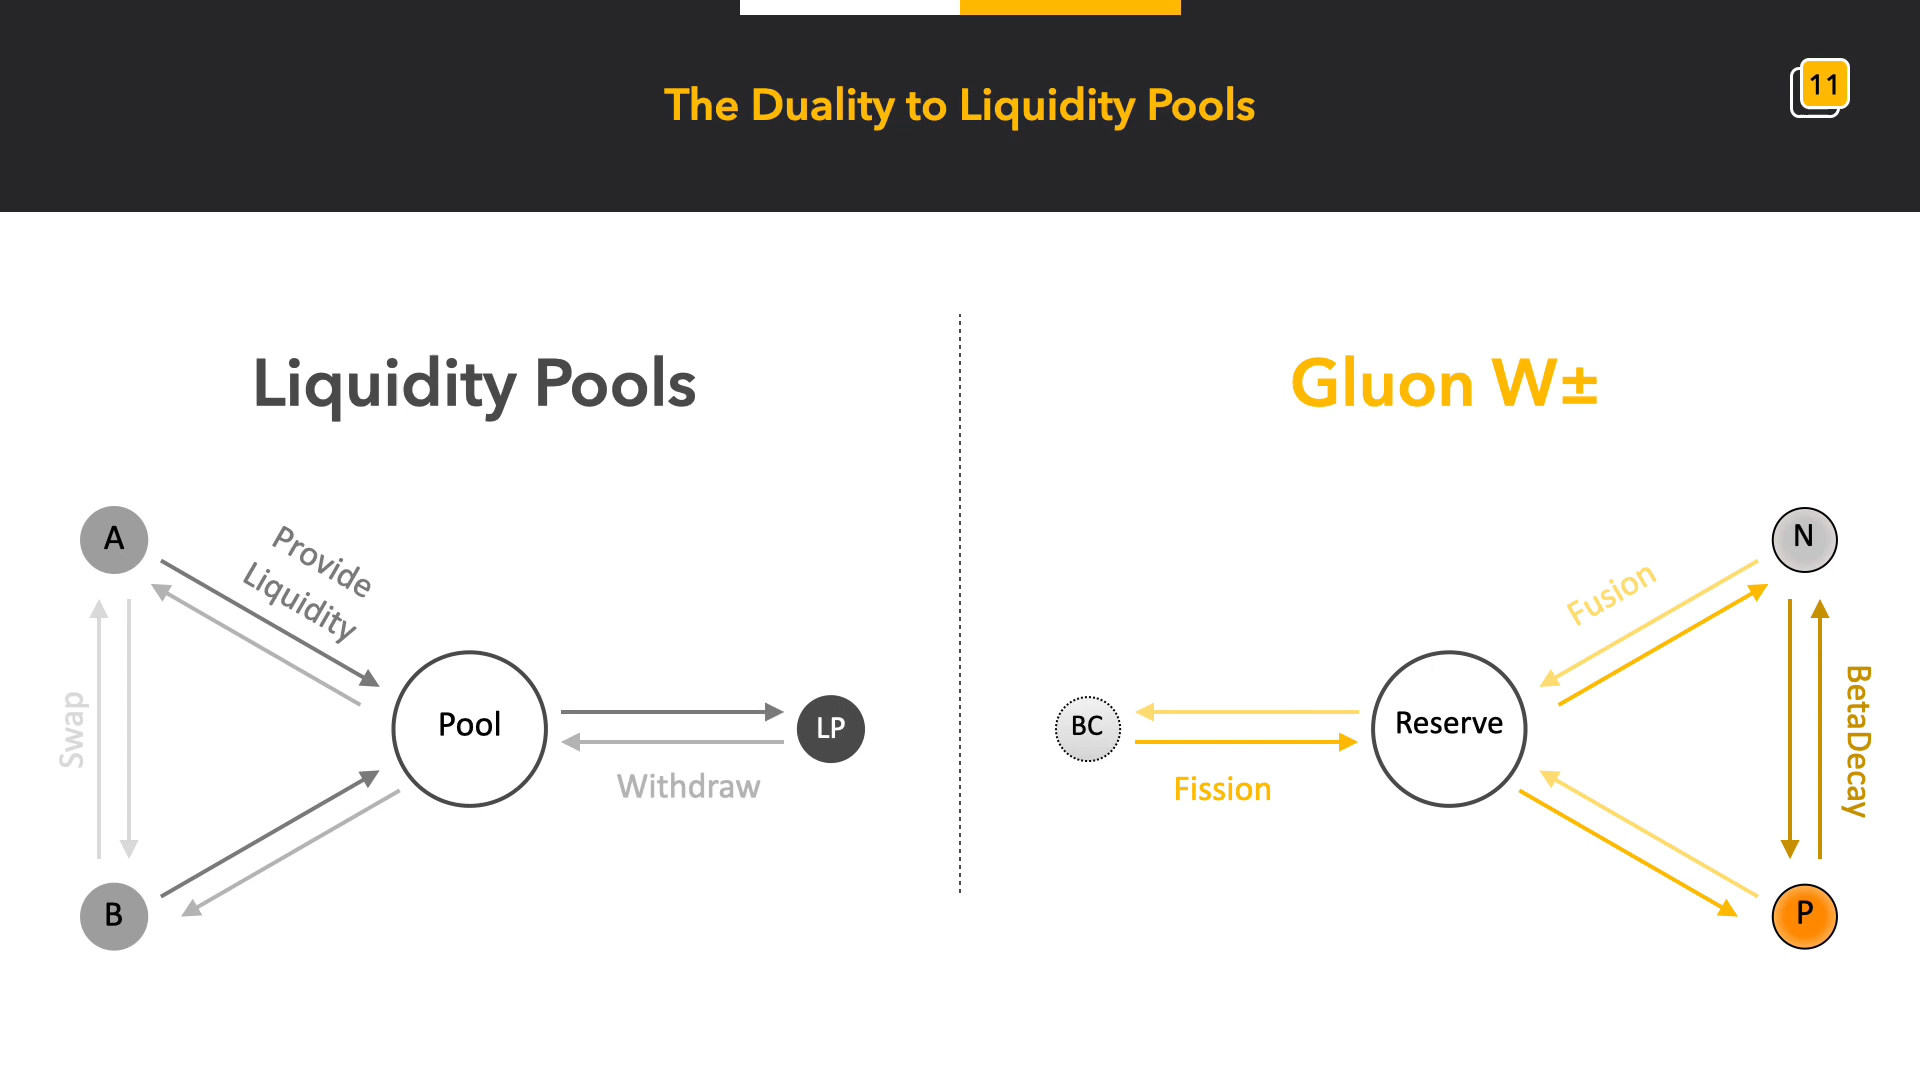 The Duality to Liquidity Pools
11
Liquidity Pools
Gluon W±
A
Provide
Liquidity
Swap
Pool
LP
Withdraw
B
N
Fusion
BC
Reserve
Fission
BetaDecay
P